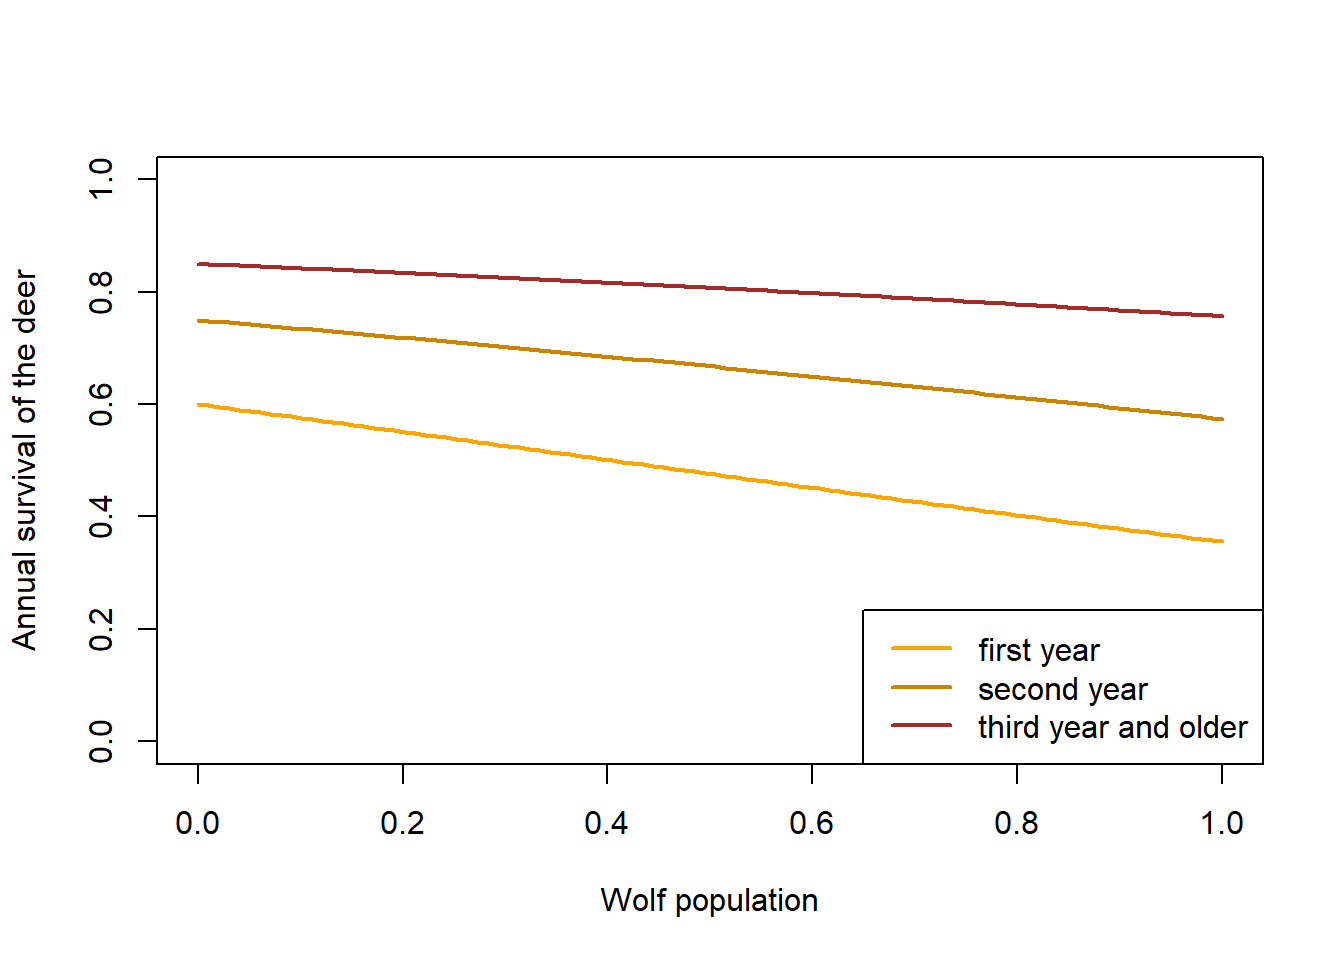 Annual survival of the deer
1.0
0.8
0.6
0.4
0.2
0.0
first year
second year
third year and older
0.0 0.2 0.4 0.6 0.8 1.0
Wolf population